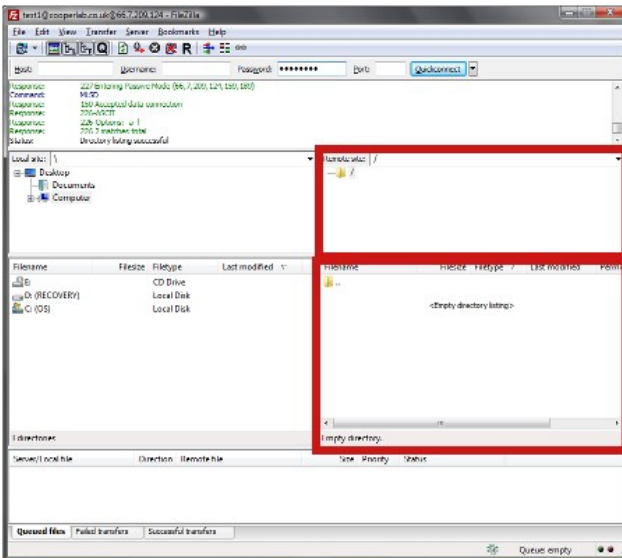 test1@cooperlab.co.uk@66.7.209.124 - FileZilla
File Edit View Transfer Server Bookmarks Help
Host: Username: Password: •••••••• Port: Quickconnect
Response: 227 Entering Passive Mode (66,7,209,124,159,169)
Command: MLSD
Response: 150 Accepted data connection
Response: 226-ASCII
Response: 226-Options: -a -l
Response: 226 2 matches total
Status: Directory listing successful
Local site: \ Remote site: /
Desktop /
Documents
Computer
Filename Filesize Filetype Last modified Filename Filesize Filetype Last modified
E: CD Drive ..
D: (RECOVERY) Local Disk <Empty directory listing>
C: (OS) Local Disk
3 directories Empty directory.
Server/Local file Direction Remote file Size Priority Status
Queued files Failed transfers Successful transfers
Queue: empty